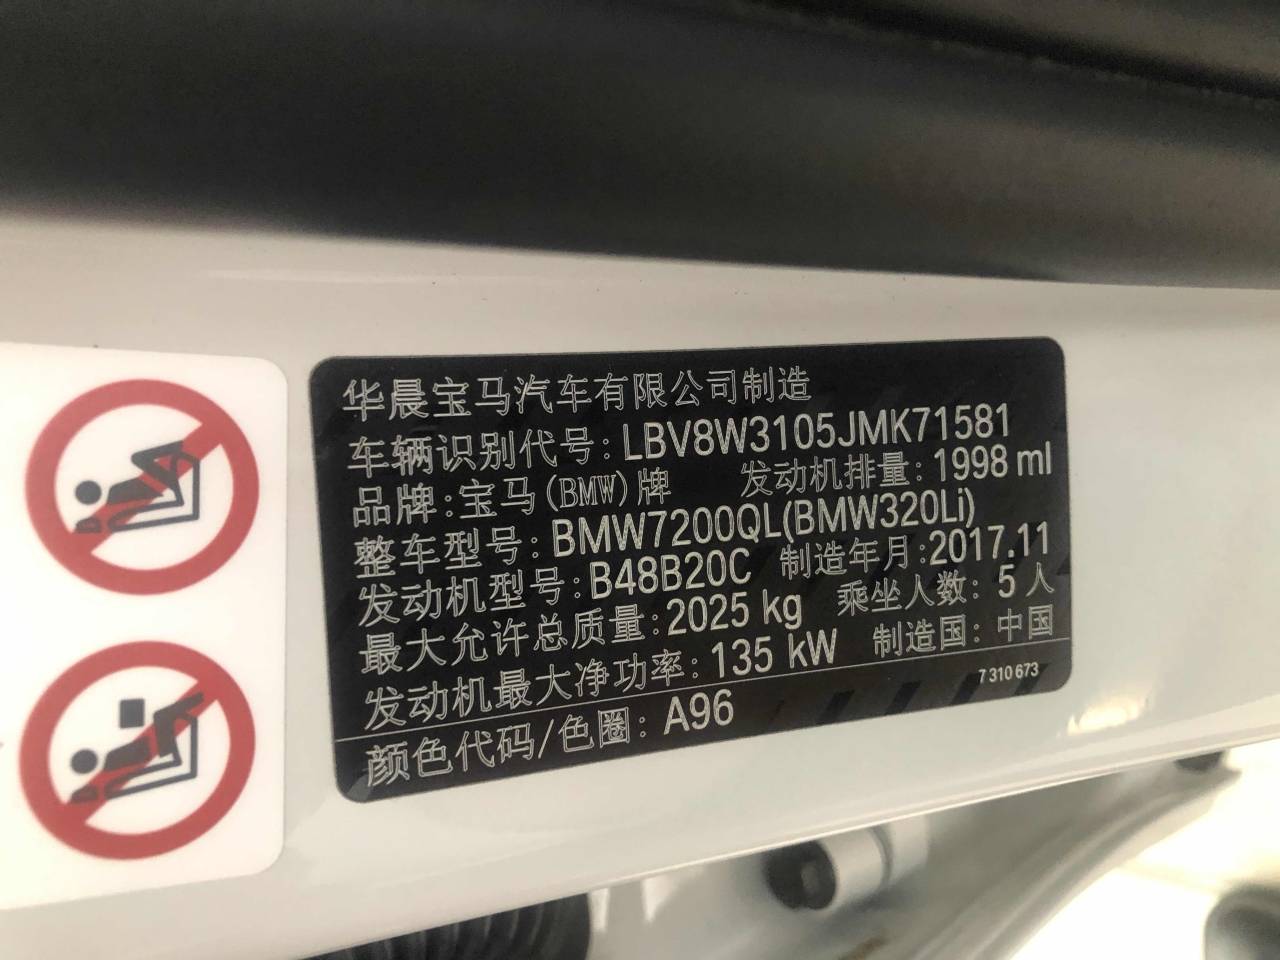 华晨宝马汽车有限公司制造
车辆识别代号: LBV8W3105JMK71581
品牌:宝马(BMW)牌 发动机排量: 1998 ml
整车型号: BMW7200QL(BMW320Li)
发动机型号: B48B20C 制造年月:2017.11
最大允许总质量: 2025 kg 乘坐人数: 5 人
发动机最大净功率: 135 kW 制造国: 中国
颜色代码/色圈: A96 7 310 673